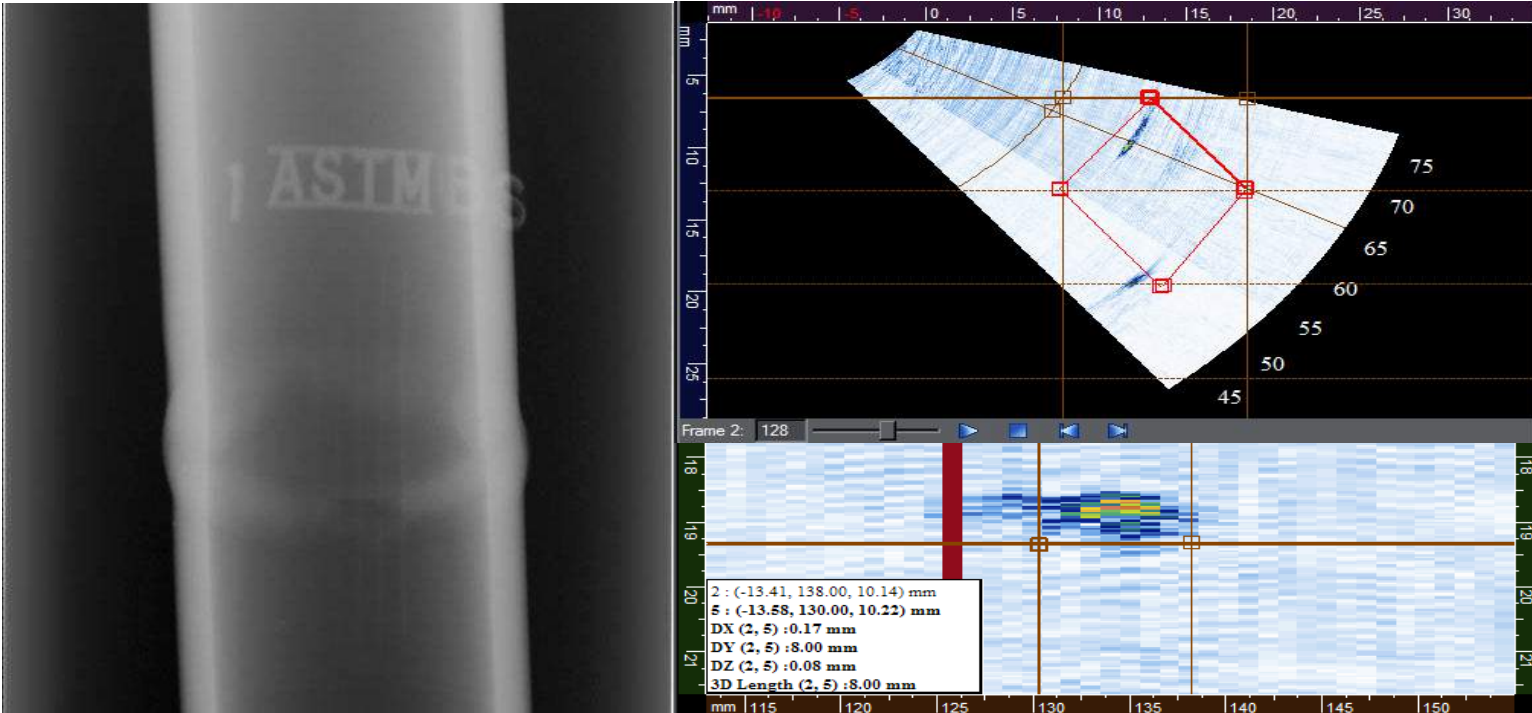 1 ASTM
mm -10 -5 0 5 10 15 20 25 30
mm
5
10
15
20
25
75
70
65
60
55
50
45
Frame 2: 128
18
19
20
21
18
19
20
21
2 : (-13.41, 138.00, 10.14) mm
5 : (-13.58, 130.00, 10.22) mm
DX (2, 5) :0.17 mm
DY (2, 5) :8.00 mm
DZ (2, 5) :0.08 mm
3D Length (2, 5) :8.00 mm
mm 115 120 125 130 135 140 145 150